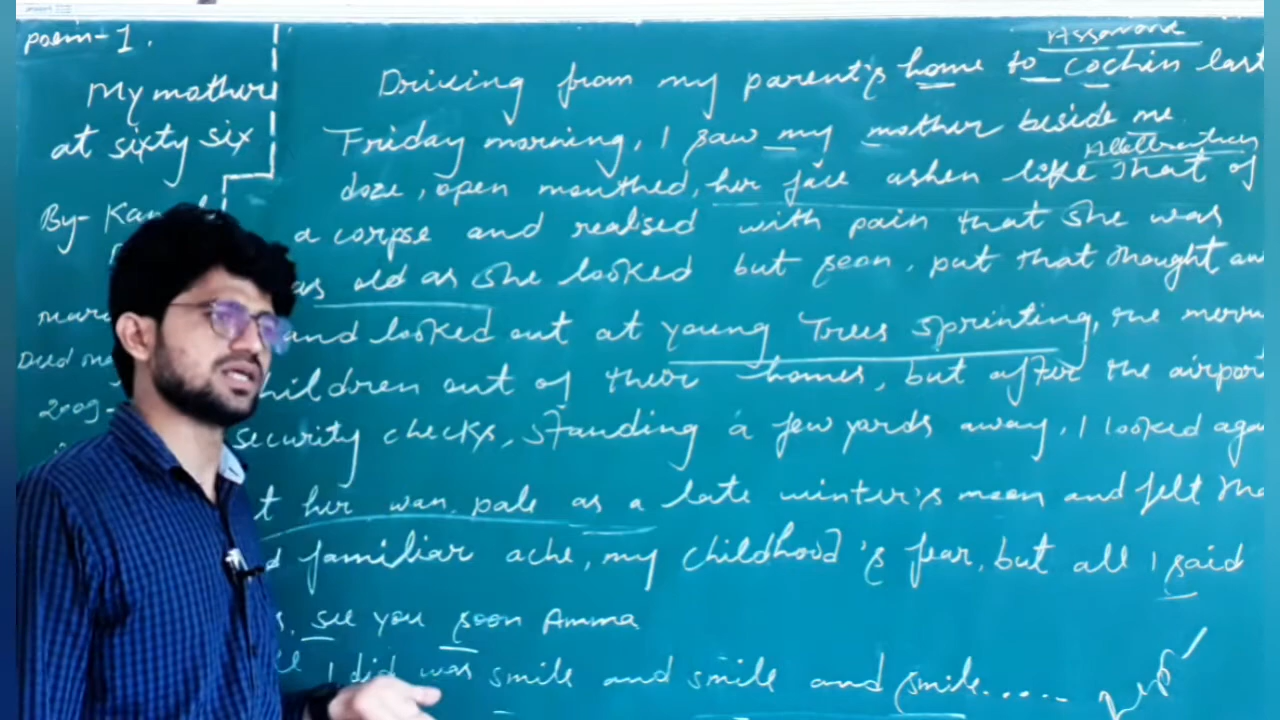 poem-1.
My mother
at sixty six
By- Ka
2009-
Assonance
Driving from my parent's home to cochin last
Friday morning, I saw my mother beside me
Alliteration
doze, open mouthed, her face ashen like that of
a corpse and realised with pain that she was
as old as she looked but soon, put that thought
and looked out at young Trees sprinting, the
hildren out of their homes, but after the airport
security checks, standing a few yards away, I looked aga
t her wan, pale as a late winter's moon and felt tha
d familiar ache, my childhood's fear, but all I said
see you soon Amma
I did was smile and smile and smile......